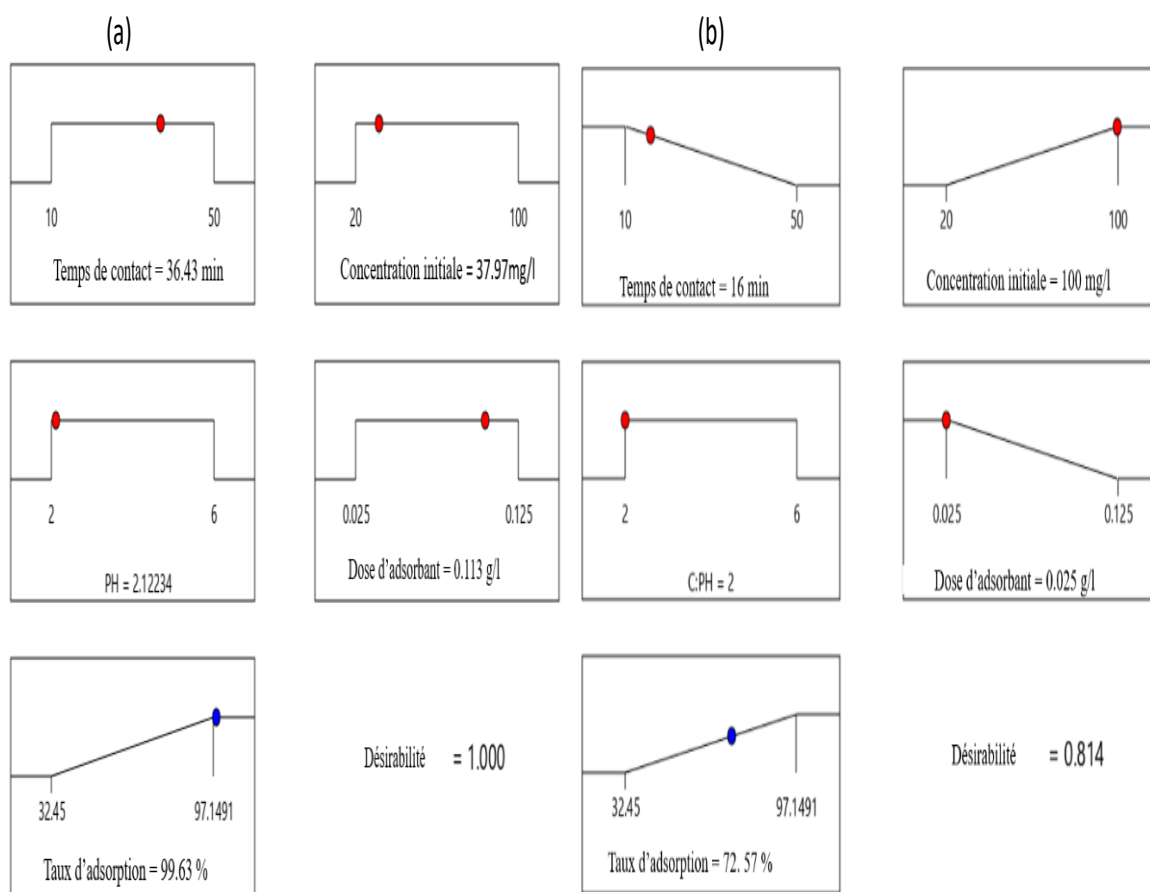 (a)
(b)
10
50
Temps de contact = 36.43 min
20
100
Concentration initiale = 37.97mg/l
10
50
Temps de contact = 16 min
20
100
Concentration initiale = 100 mg/l
2
6
PH = 2.12234
0.025
0.125
Dose d’adsorbant = 0.113 g/l
2
6
C:PH = 2
0.025
0.125
Dose d’adsorbant = 0.025 g/l
32.45
97.1491
Taux d’adsorption = 99.63 %
Désirabilité = 1.000
32.45
97.1491
Taux d’adsorption = 72. 57 %
Désirabilité = 0.814